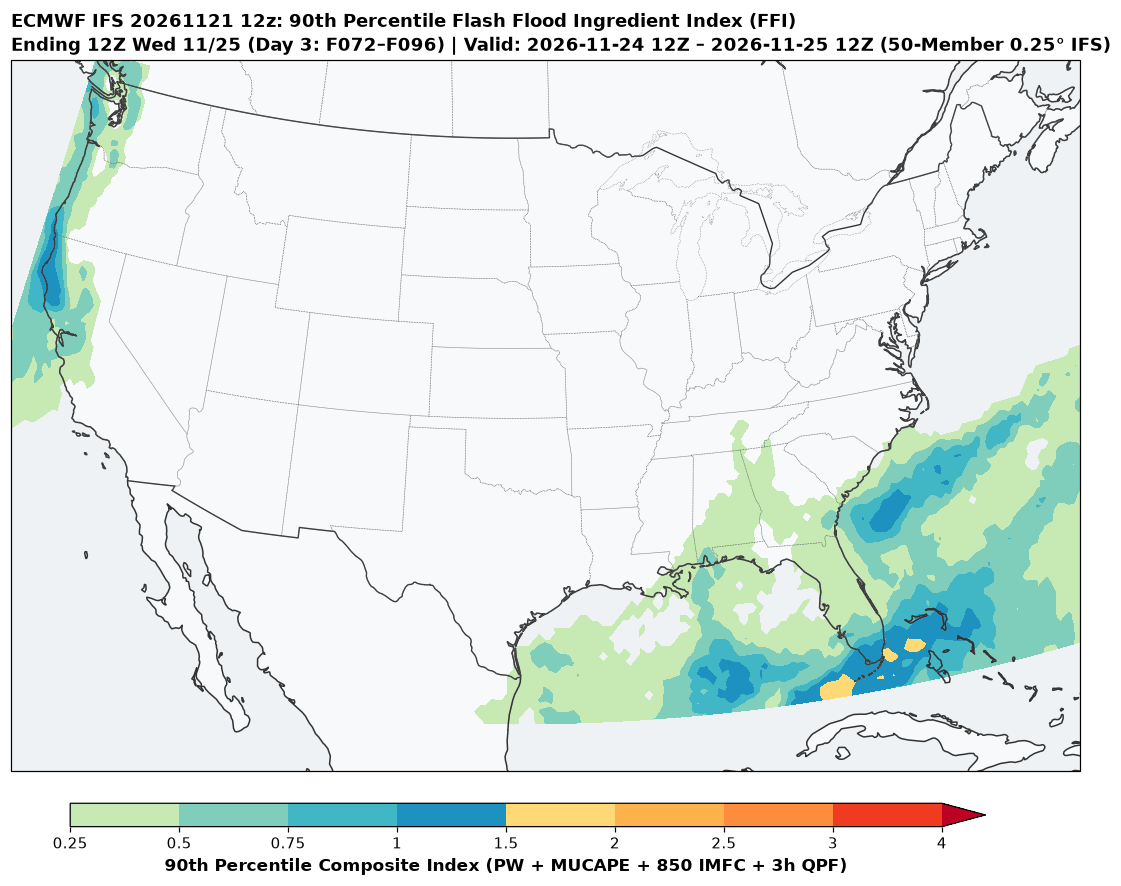 ECMWF IFS 20261121 12z: 90th Percentile Flash Flood Ingredient Index (FFI)
Ending 12Z Wed 11/25 (Day 3: F072–F096) | Valid: 2026-11-24 12Z – 2026-11-25 12Z (50-Member 0.25° IFS)
0.25 0.5 0.75 1 1.5 2 2.5 3 4
90th Percentile Composite Index (PW + MUCAPE + 850 IMFC + 3h QPF)